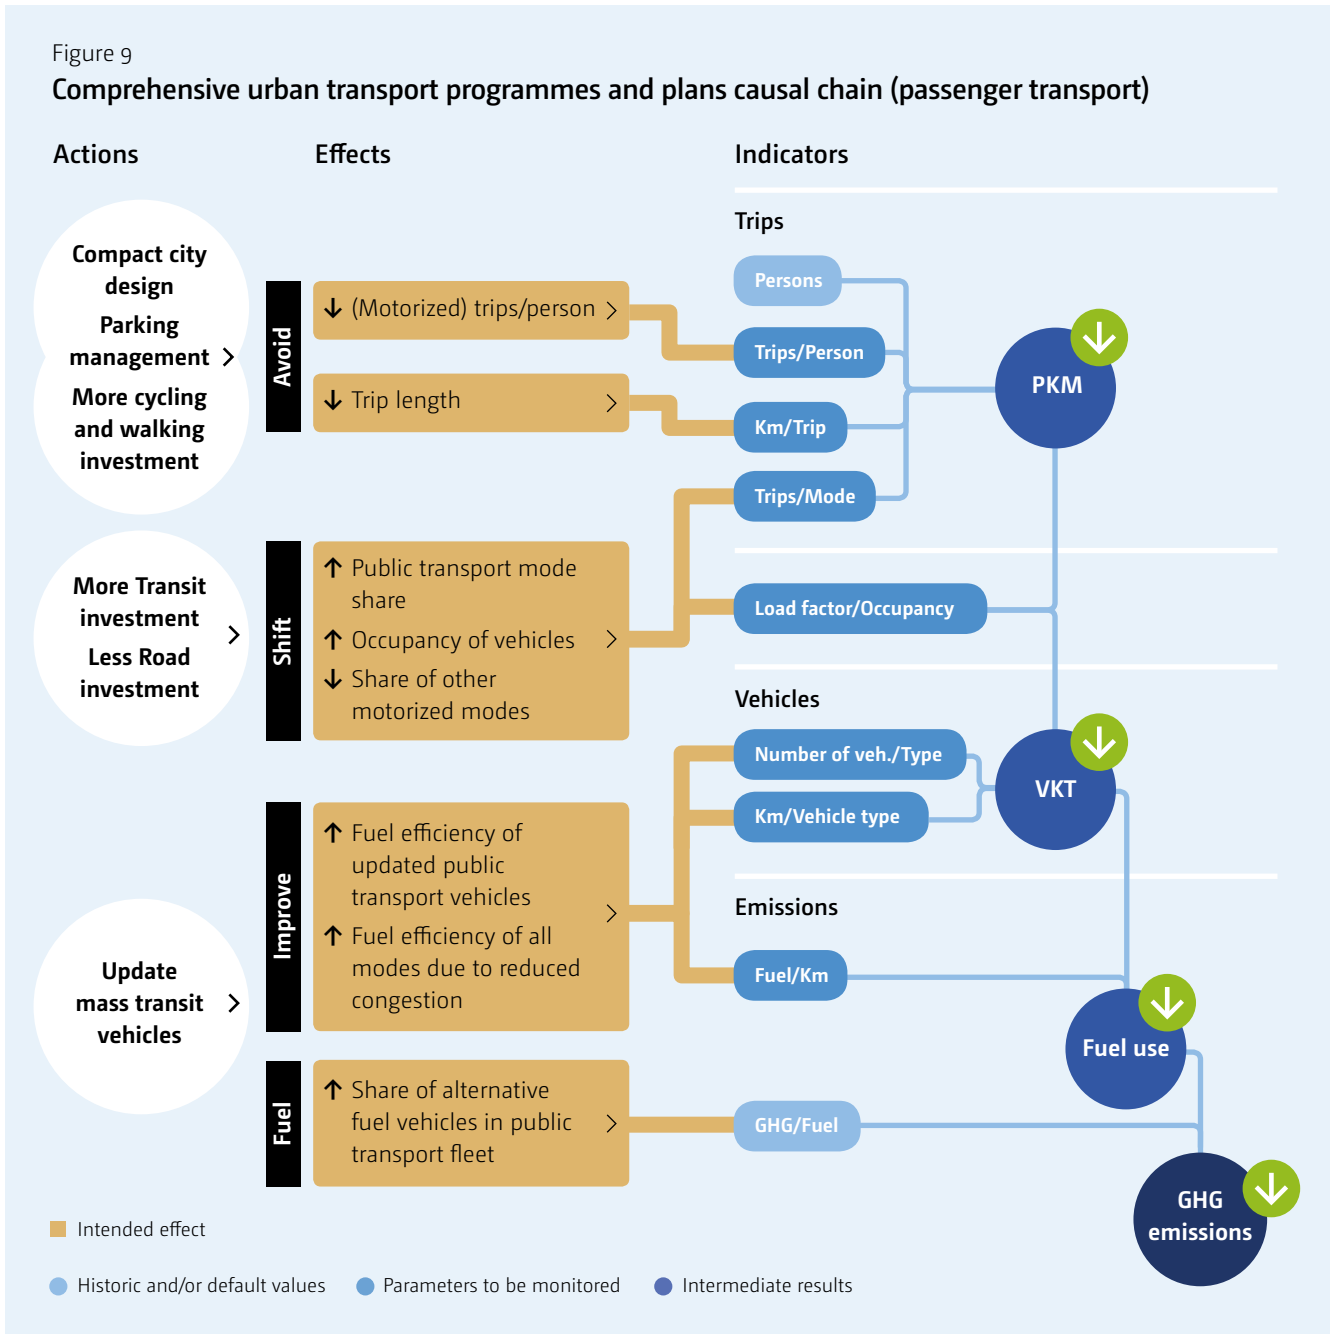 Figure 9
Comprehensive urban transport programmes and plans causal chain (passenger transport)
Actions
Effects
Indicators
Compact city
design
Parking
management
More cycling
and walking
investment
Avoid
(Motorized) trips/person
Trip length
Trips
Persons
Trips/Person
Km/Trip
Trips/Mode
PKM
More Transit
investment
Less Road
investment
Shift
Public transport mode
share
Occupancy of vehicles
Share of other
motorized modes
Load factor/Occupancy
Vehicles
Number of veh./Type
Km/Vehicle type
VKT
Update
mass transit
vehicles
Improve
Fuel efficiency of
updated public
transport vehicles
Fuel efficiency of all
modes due to reduced
congestion
Emissions
Fuel/Km
Fuel use
Fuel
Share of alternative
fuel vehicles in public
transport fleet
GHG/Fuel
GHG
emissions
Intended effect
Historic and/or default values
Parameters to be monitored
Intermediate results